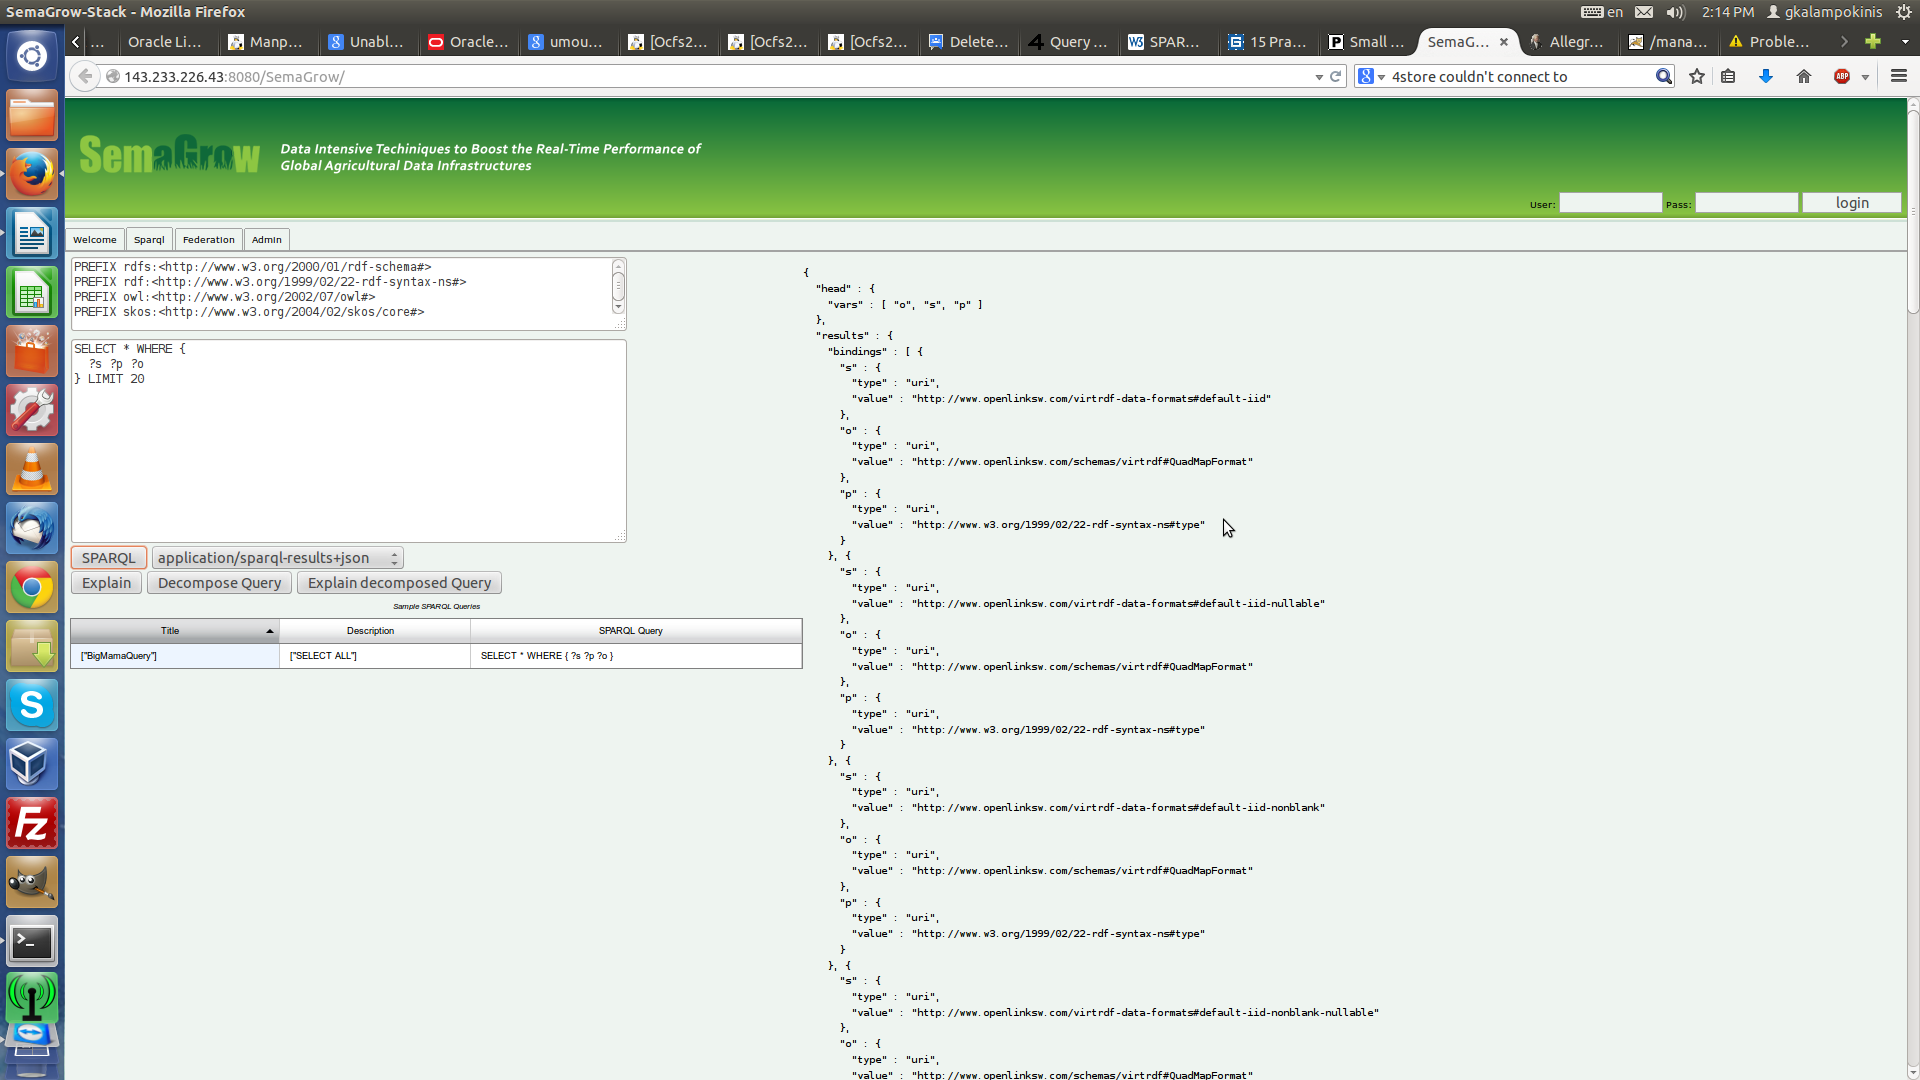 SemaGrow-Stack - Mozilla Firefox
en
2:14 PM
gkalampokinis
...
Oracle Li...
Manp...
Unabl...
Oracle...
umou...
[Ocfs2...
[Ocfs2...
[Ocfs2...
Delete...
Query ...
SPAR...
15 Pra...
Small ...
SemaG...
Allegr...
/mana...
Proble...
143.233.226.43:8080/SemaGrow/
4store couldn't connect to
ABP
SemaGrow
Data Intensive Techiniques to Boost the Real-Time Performance of
Global Agricultural Data Infrastructures
User:
Pass:
login
Welcome
Sparql
Federation
Admin
PREFIX rdfs:<http://www.w3.org/2000/01/rdf-schema#>
PREFIX rdf:<http://www.w3.org/1999/02/22-rdf-syntax-ns#>
PREFIX owl:<http://www.w3.org/2002/07/owl#>
PREFIX skos:<http://www.w3.org/2004/02/skos/core#>
SELECT * WHERE {
?s ?p ?o
} LIMIT 20
SPARQL
application/sparql-results+json
Explain
Decompose Query
Explain decomposed Query
Sample SPARQL Queries
Title
Description
SPARQL Query
["BigMamaQuery"]
["SELECT ALL"]
SELECT * WHERE { ?s ?p ?o }
{
"head" : {
"vars" : [ "o", "s", "p" ]
},
"results" : {
"bindings" : [ {
"s" : {
"type" : "uri",
"value" : "http://www.openlinksw.com/virtrdf-data-formats#default-iid"
},
"o" : {
"type" : "uri",
"value" : "http://www.openlinksw.com/schemas/virtrdf#QuadMapFormat"
},
"p" : {
"type" : "uri",
"value" : "http://www.w3.org/1999/02/22-rdf-syntax-ns#type"
}
}, {
"s" : {
"type" : "uri",
"value" : "http://www.openlinksw.com/virtrdf-data-formats#default-iid-nullable"
},
"o" : {
"type" : "uri",
"value" : "http://www.openlinksw.com/schemas/virtrdf#QuadMapFormat"
},
"p" : {
"type" : "uri",
"value" : "http://www.w3.org/1999/02/22-rdf-syntax-ns#type"
}
}, {
"s" : {
"type" : "uri",
"value" : "http://www.openlinksw.com/virtrdf-data-formats#default-iid-nonblank"
},
"o" : {
"type" : "uri",
"value" : "http://www.openlinksw.com/schemas/virtrdf#QuadMapFormat"
},
"p" : {
"type" : "uri",
"value" : "http://www.w3.org/1999/02/22-rdf-syntax-ns#type"
}
}, {
"s" : {
"type" : "uri",
"value" : "http://www.openlinksw.com/virtrdf-data-formats#default-iid-nonblank-nullable"
},
"o" : {
"type" : "uri",
"value" : "http://www.openlinksw.com/schemas/virtrdf#QuadMapFormat"